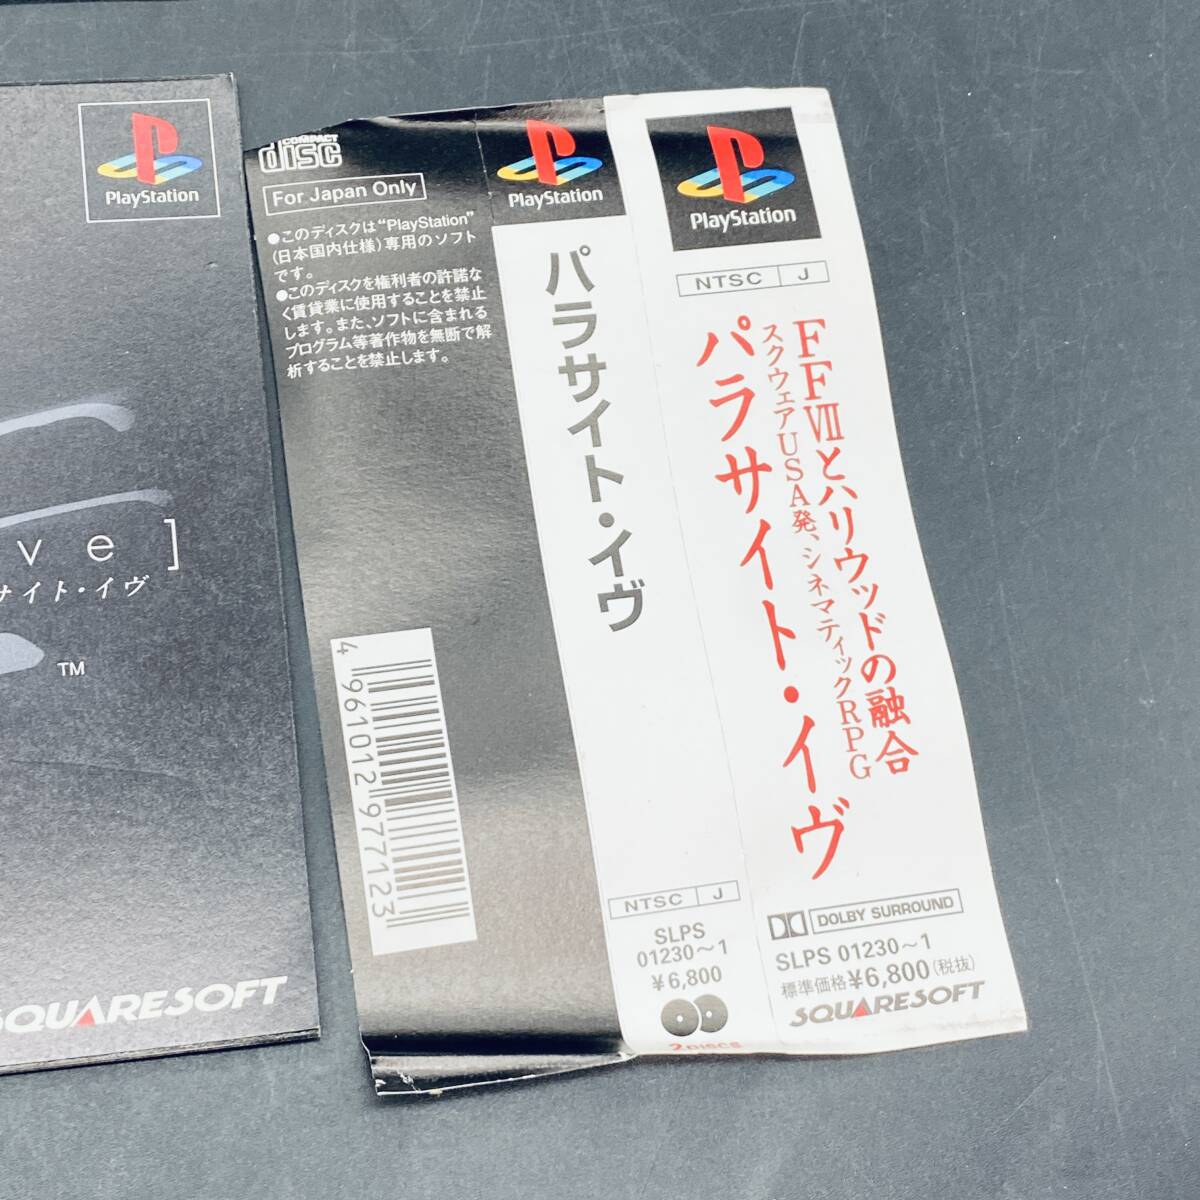 PlayStation
ve]
サイト・イヴ
TM
SQUARESOFT
COMPACT
disc
For Japan Only
●このディスクは“PlayStation”
(日本国内仕様)専用のソフト
です。
●このディスクを権利者の許諾な
く賃貸業に使用することを禁止
します。また、ソフトに含まれる
プログラム等著作物を無断で解
析することを禁止します。
4 961012 977123
PlayStation
パラサイト・イヴ
NTSC J
SLPS
01230～1
¥6,800
2DISCS
PlayStation
NTSC J
FFⅦとハリウッドの融合
スクウェアUSA発、シネマティックRPG
パラサイト・イヴ
DOLBY SURROUND
SLPS 01230～1
標準価格¥6,800(税抜)
SQUARESOFT